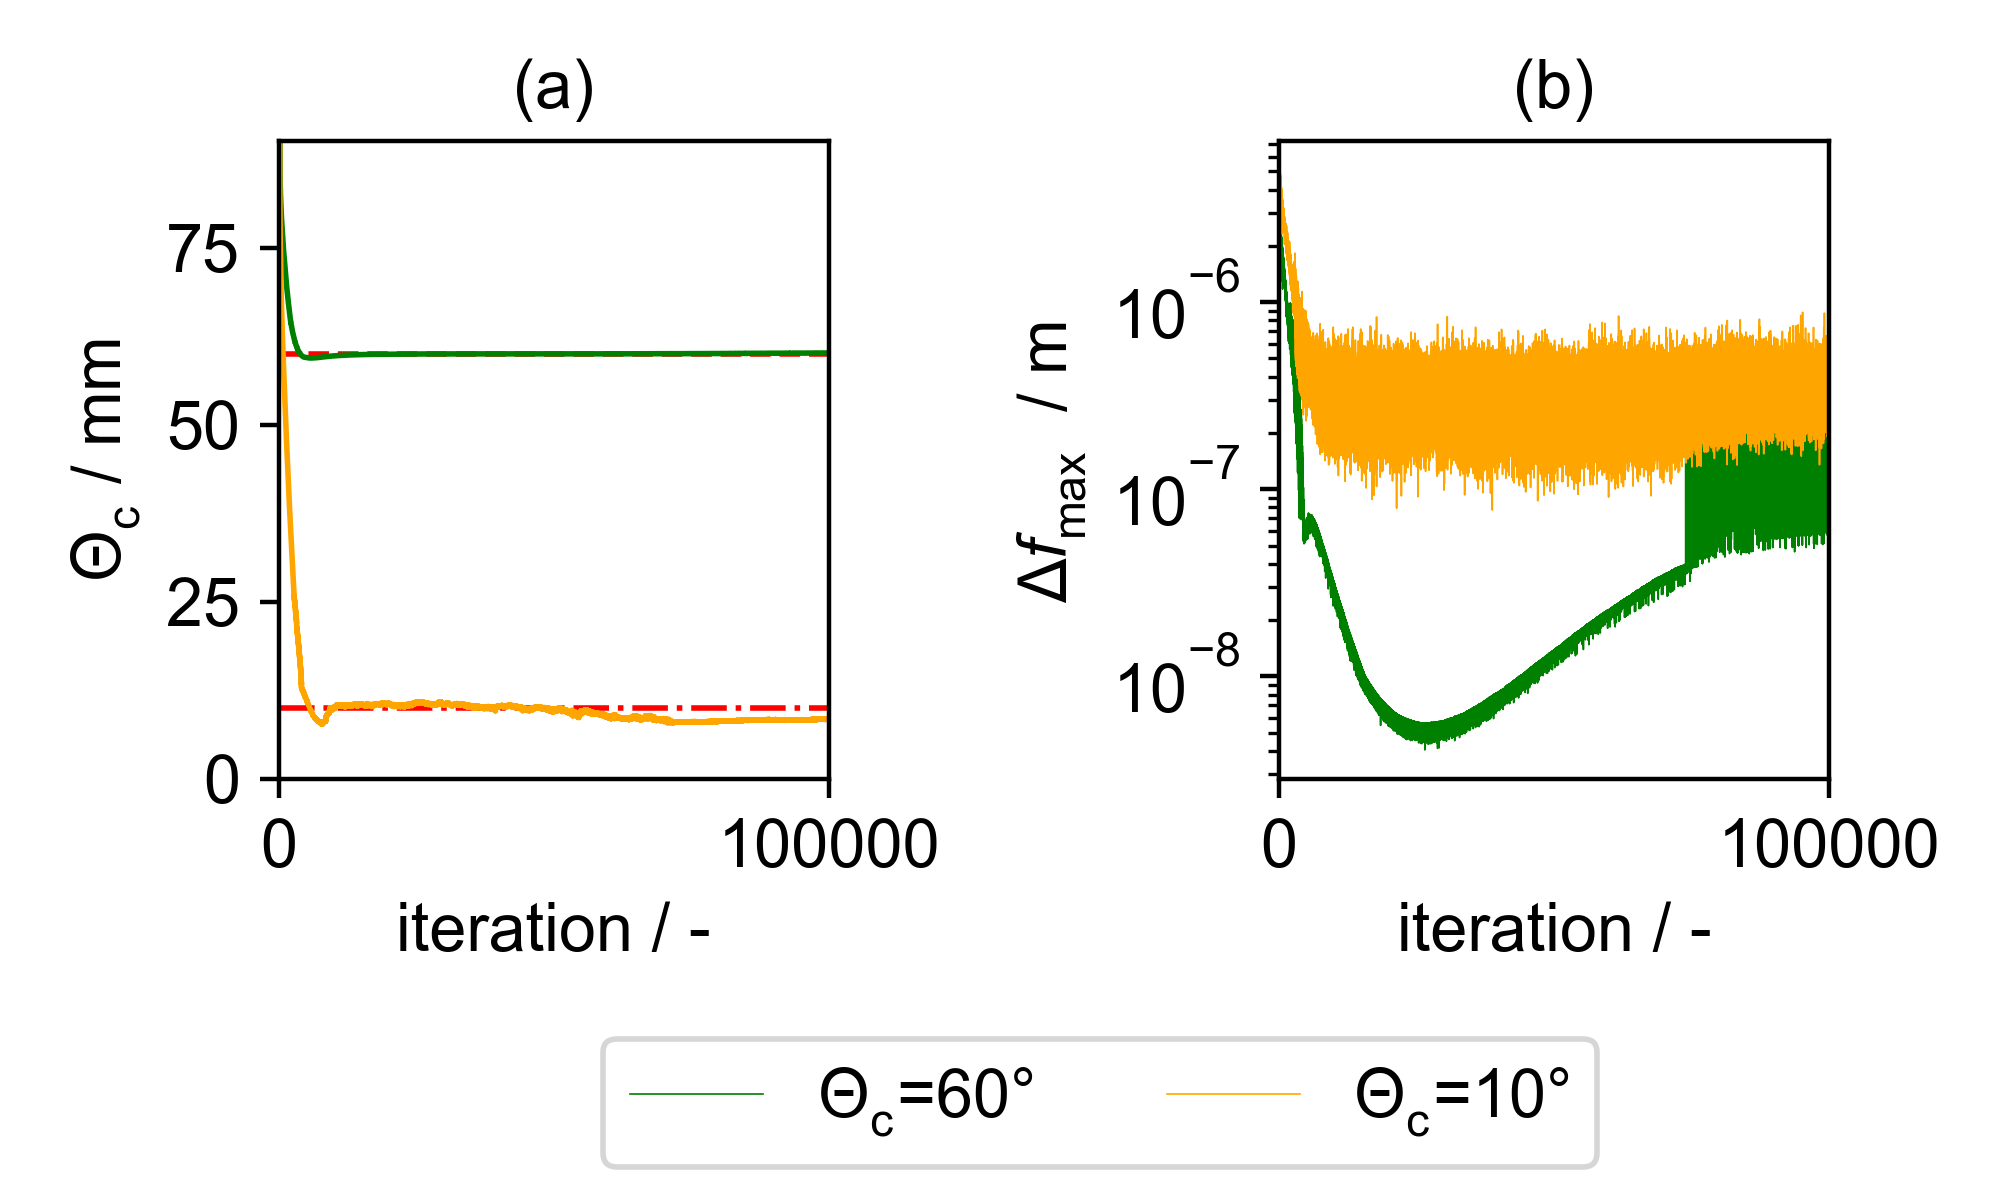 (a)
75
50
25
0
Θc / mm
0 100000
iteration / -
(b)
10−6
10−7
10−8
Δfmax / m
0 100000
iteration / -
Θc=60° Θc=10°